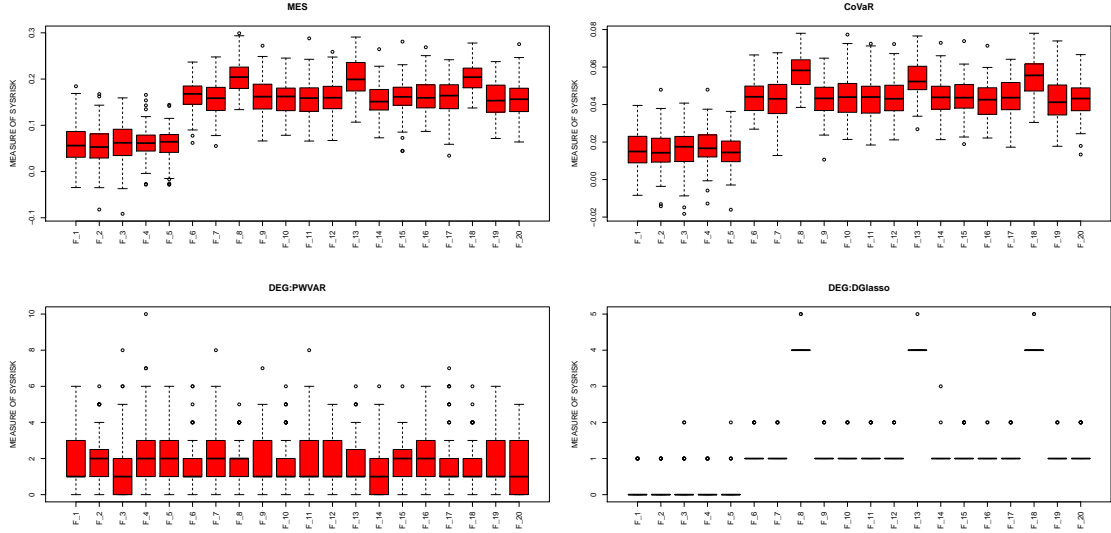 MES
MEASURE OF SYSRISK
-0.1 0.0 0.1 0.2 0.3
F_1 F_2 F_3 F_4 F_5 F_6 F_7 F_8 F_9 F_10 F_11 F_12 F_13 F_14 F_15 F_16 F_17 F_18 F_19 F_20
CoVaR
MEASURE OF SYSRISK
-0.02 0.00 0.02 0.04 0.06 0.08
F_1 F_2 F_3 F_4 F_5 F_6 F_7 F_8 F_9 F_10 F_11 F_12 F_13 F_14 F_15 F_16 F_17 F_18 F_19 F_20
DEG:PWVAR
MEASURE OF SYSRISK
0 2 4 6 8 10
F_1 F_2 F_3 F_4 F_5 F_6 F_7 F_8 F_9 F_10 F_11 F_12 F_13 F_14 F_15 F_16 F_17 F_18 F_19 F_20
DEG:DGlasso
MEASURE OF SYSRISK
0 1 2 3 4 5
F_1 F_2 F_3 F_4 F_5 F_6 F_7 F_8 F_9 F_10 F_11 F_12 F_13 F_14 F_15 F_16 F_17 F_18 F_19 F_20